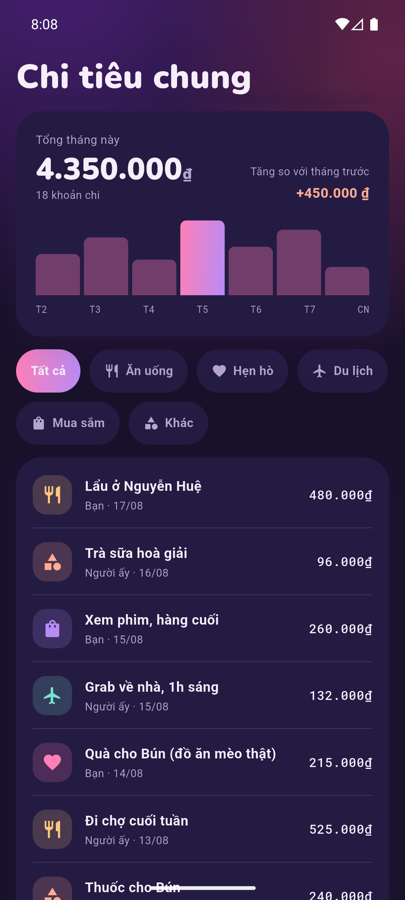 8:08
Chi tiêu chung
Tổng tháng này
4.350.000₫
18 khoản chi
Tăng so với tháng trước
+450.000 ₫
T2 T3 T4 T5 T6 T7 CN
Tất cả
Ăn uống
Hẹn hò
Du lịch
Mua sắm
Khác
Lẩu ở Nguyễn Huệ
Bạn · 17/08
480.000₫
Trà sữa hoà giải
Người ấy · 16/08
96.000₫
Xem phim, hàng cuối
Bạn · 15/08
260.000₫
Grab về nhà, 1h sáng
Người ấy · 15/08
132.000₫
Quà cho Bún (đồ ăn mèo thật)
Bạn · 14/08
215.000₫
Đi chợ cuối tuần
Người ấy · 13/08
525.000₫
Thuốc cho Bún
240.000₫